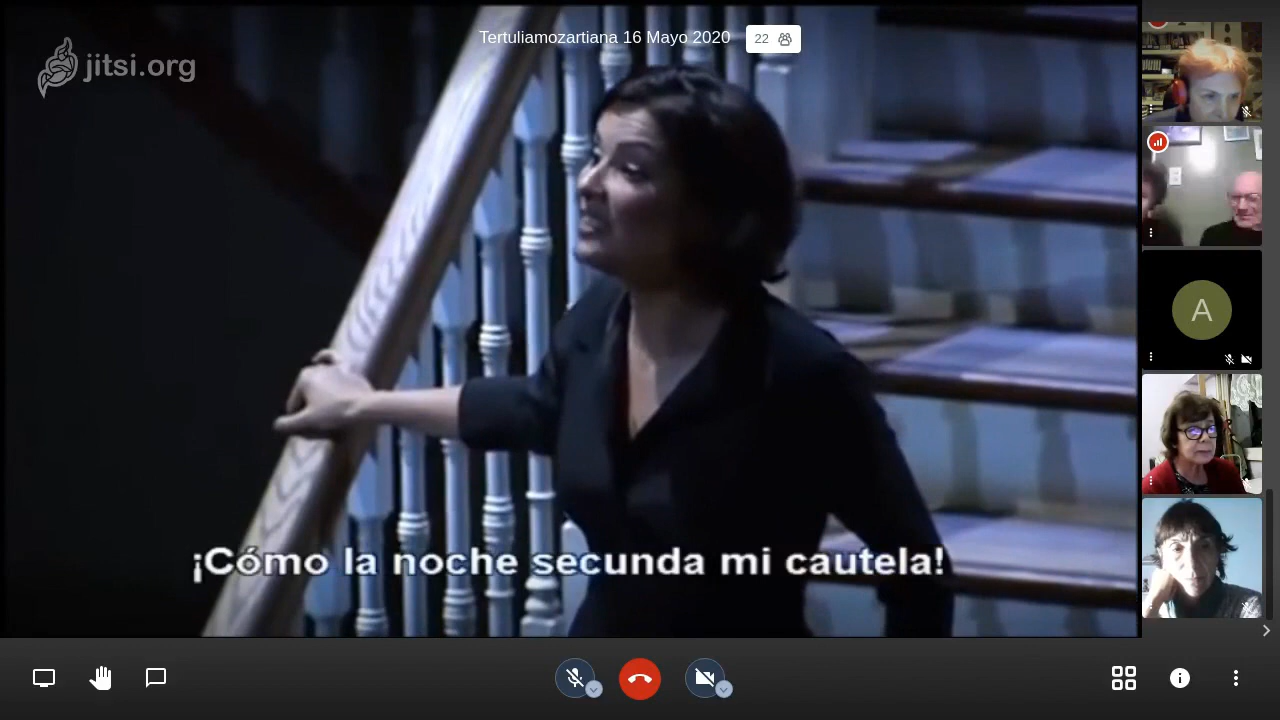 Tertuliamozartiana 16 Mayo 2020
22
jitsi.org
A
¡Cómo la noche secunda mi cautela!